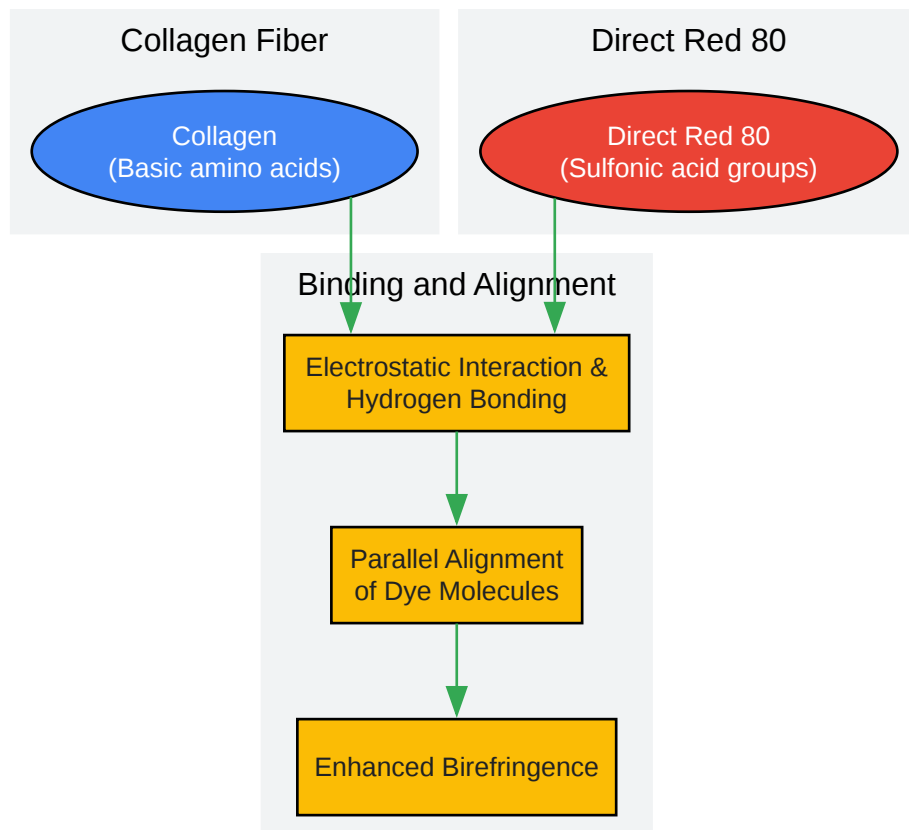 Collagen Fiber
Direct Red 80
Collagen
(Basic amino acids)
Direct Red 80
(Sulfonic acid groups)
Binding and Alignment
Electrostatic Interaction &
Hydrogen Bonding
Parallel Alignment
of Dye Molecules
Enhanced Birefringence